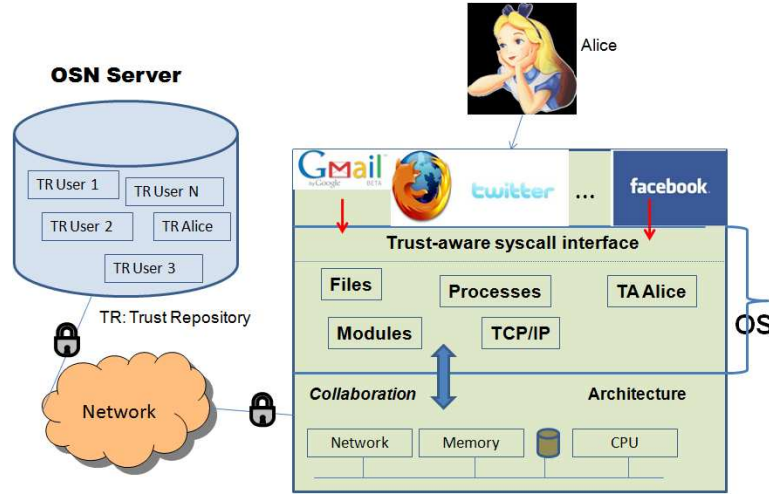 Alice
OSN Server
TR User 1
TR User N
TR User 2
TR Alice
TR User 3
TR: Trust Repository
Network
Gmail
by Google
BETA
twitter
...
facebook
Trust-aware syscall interface
Files
Processes
TA Alice
Modules
TCP/IP
OS
Collaboration
Architecture
Network
Memory
CPU